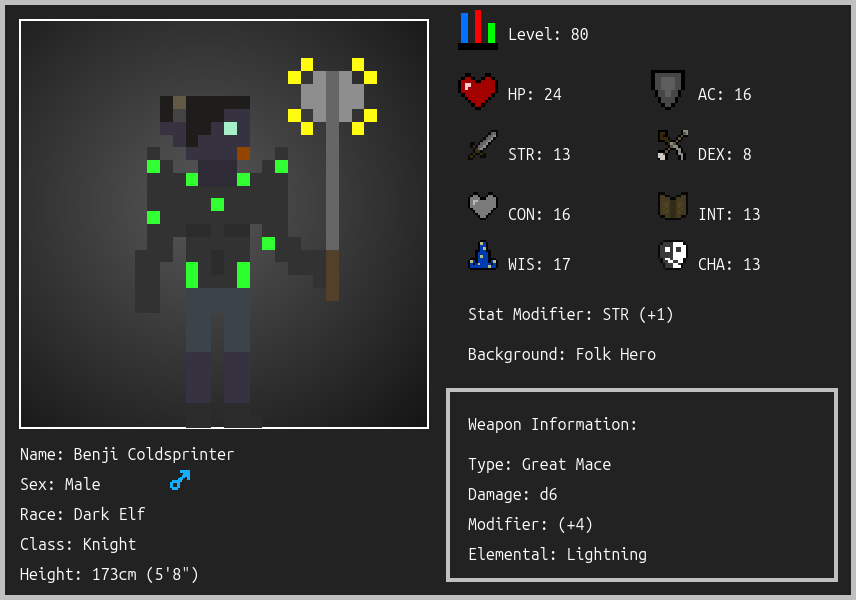 Level: 80
HP: 24
AC: 16
STR: 13
DEX: 8
CON: 16
INT: 13
WIS: 17
CHA: 13
Stat Modifier: STR (+1)
Background: Folk Hero
Weapon Information:
Type: Great Mace
Damage: d6
Modifier: (+4)
Elemental: Lightning
Name: Benji Coldsprinter
Sex: Male
Race: Dark Elf
Class: Knight
Height: 173cm (5'8")